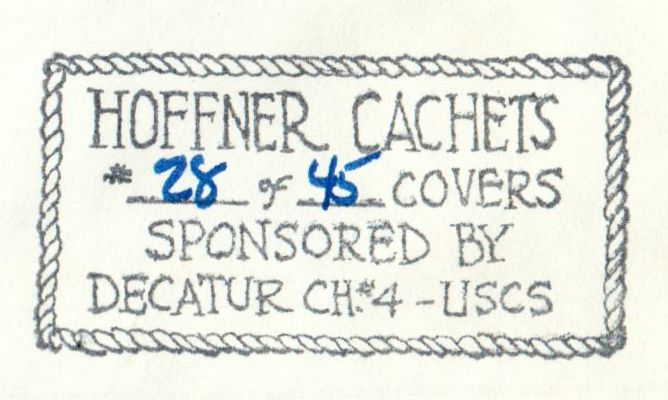 HOFFNER CACHETS
# 28 of 45 COVERS
SPONSORED BY
DECATUR CH.#4 - USCS